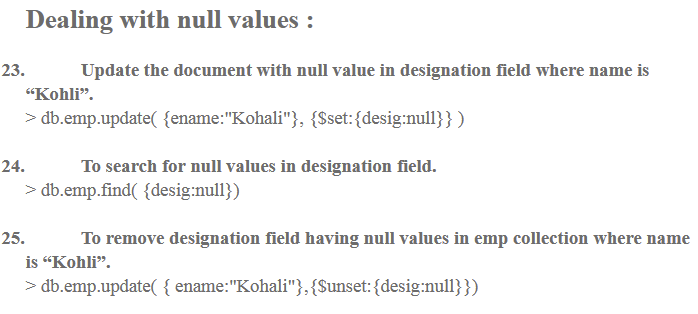 Dealing with null values :
23. Update the document with null value in designation field where name is
“Kohli”.
> db.emp.update( {ename:"Kohali"}, {$set:{desig:null}} )
24. To search for null values in designation field.
> db.emp.find( {desig:null})
25. To remove designation field having null values in emp collection where name
is “Kohli”.
> db.emp.update( { ename:"Kohali"},{$unset:{desig:null}})